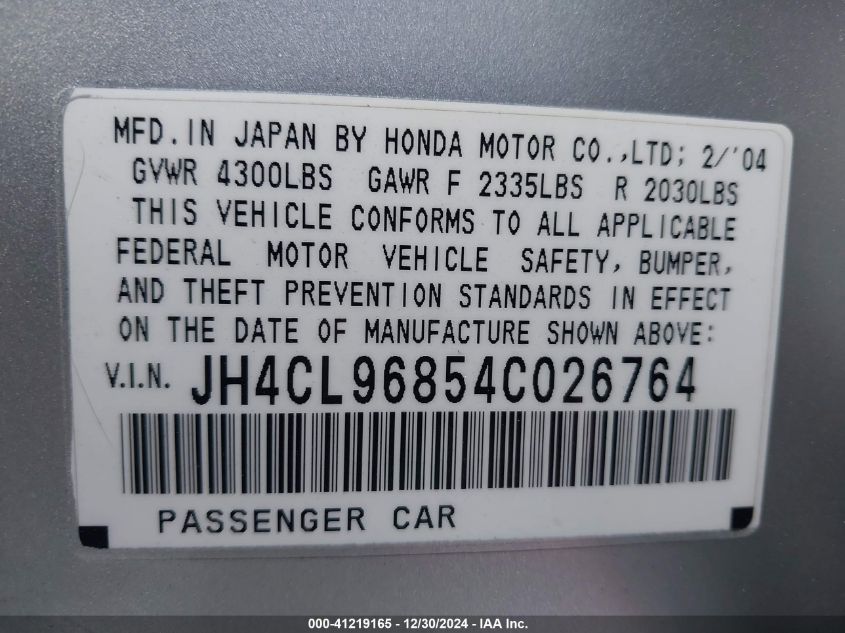 MFD. IN JAPAN BY HONDA MOTOR CO.,LTD; 2/'04
GVWR 4300LBS GAWR F 2335LBS R 2030LBS
THIS VEHICLE CONFORMS TO ALL APPLICABLE
FEDERAL MOTOR VEHICLE SAFETY, BUMPER,
AND THEFT PREVENTION STANDARDS IN EFFECT
ON THE DATE OF MANUFACTURE SHOWN ABOVE:
V.I.N. JH4CL96854C026764
PASSENGER CAR
000-41219165 - 12/30/2024 - IAA Inc.